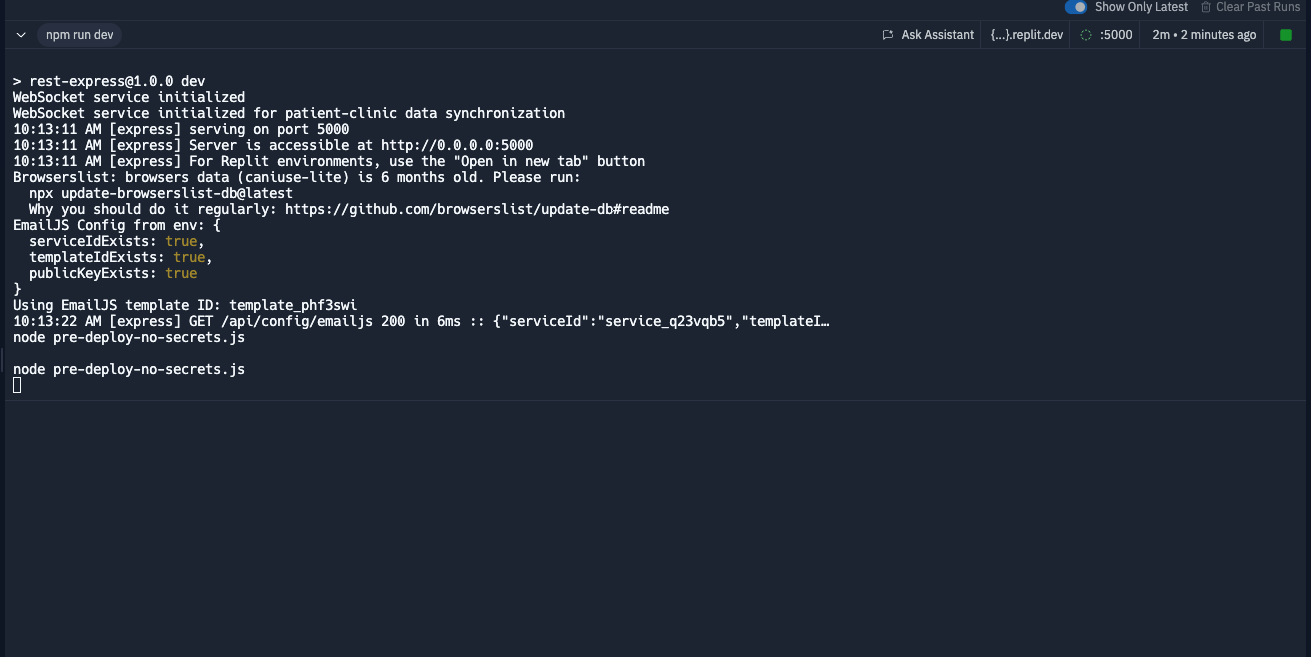 Show Only Latest Clear Past Runs
npm run dev Ask Assistant {...}.replit.dev :5000 2m • 2 minutes ago
> rest-express@1.0.0 dev
WebSocket service initialized
WebSocket service initialized for patient-clinic data synchronization
10:13:11 AM [express] serving on port 5000
10:13:11 AM [express] Server is accessible at http://0.0.0.0:5000
10:13:11 AM [express] For Replit environments, use the "Open in new tab" button
Browserslist: browsers data (caniuse-lite) is 6 months old. Please run:
  npx update-browserslist-db@latest
  Why you should do it regularly: https://github.com/browserslist/update-db#readme
EmailJS Config from env: {
  serviceIdExists: true,
  templateIdExists: true,
  publicKeyExists: true
}
Using EmailJS template ID: template_phf3swi
10:13:22 AM [express] GET /api/config/emailjs 200 in 6ms :: {"serviceId":"service_q23vqb5","templateI…
node pre-deploy-no-secrets.js
node pre-deploy-no-secrets.js